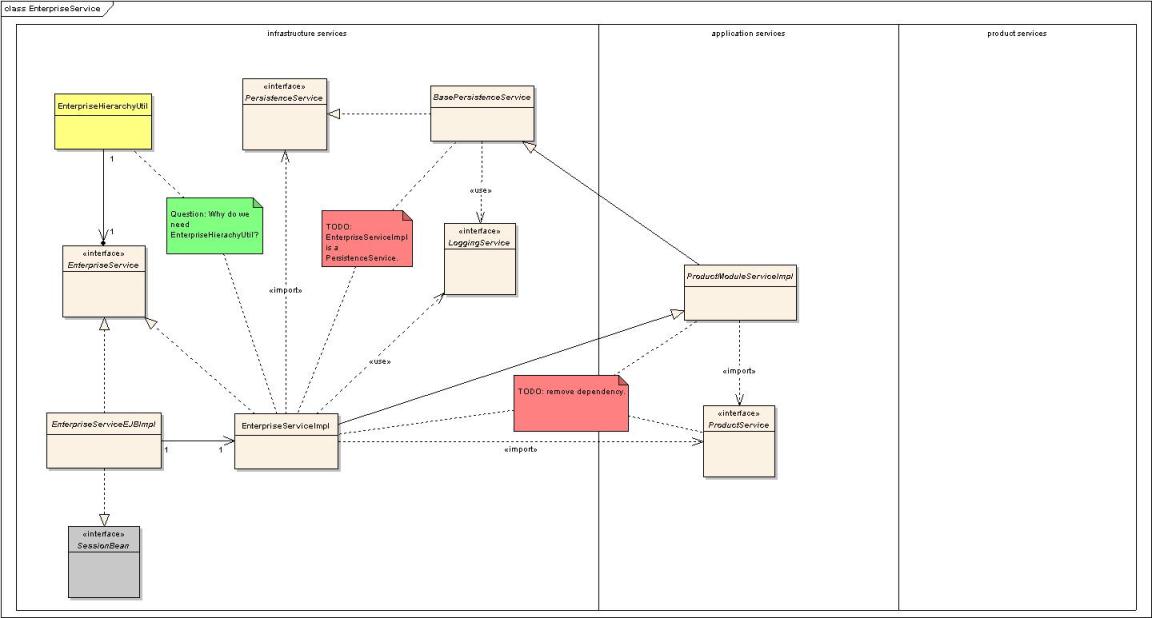 class EnterpriseService
infrastructure services
application services
product services
EnterpriseHierarchyUtil
«interface»
PersistenceService
BasePersistenceService
1
«use»
Question: Why do we
need
EnterpriseHierachyUtil?
TODO:
EnterpriseServiceImpl
is a
PersistenceService.
1
«interface»
EnterpriseService
«interface»
LoggingService
«import»
ProductModuleServiceImpl
«use»
«import»
TODO: remove dependency.
«interface»
ProductService
EnterpriseServiceEJBImpl
EnterpriseServiceImpl
1
1
«import»
«interface»
SessionBean